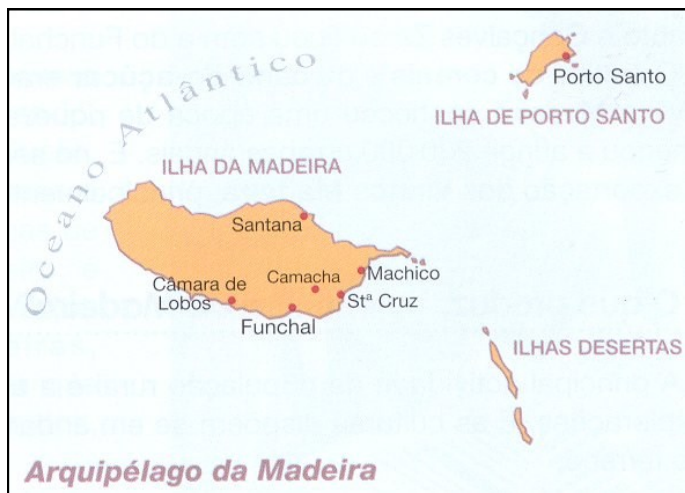 Oceano Atlântico
Porto Santo
ILHA DE PORTO SANTO
ILHA DA MADEIRA
Santana
Machico
Camacha
Câmara de
Lobos
Stª Cruz
Funchal
ILHAS DESERTAS
Arquipélago da Madeira